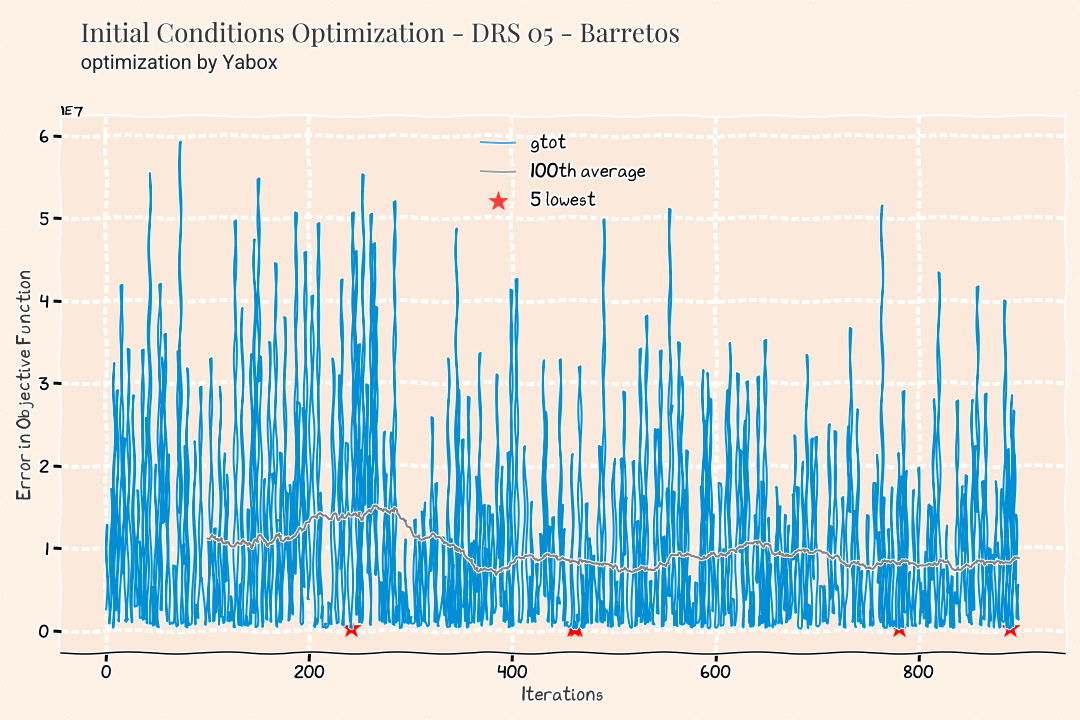 Initial Conditions Optimization - DRS 05 - Barretos
optimization by Yabox
1E7
6
5
4
3
2
1
0
Error in Objective Function
gtot
100th average
5 lowest
0 200 400 600 800
Iterations